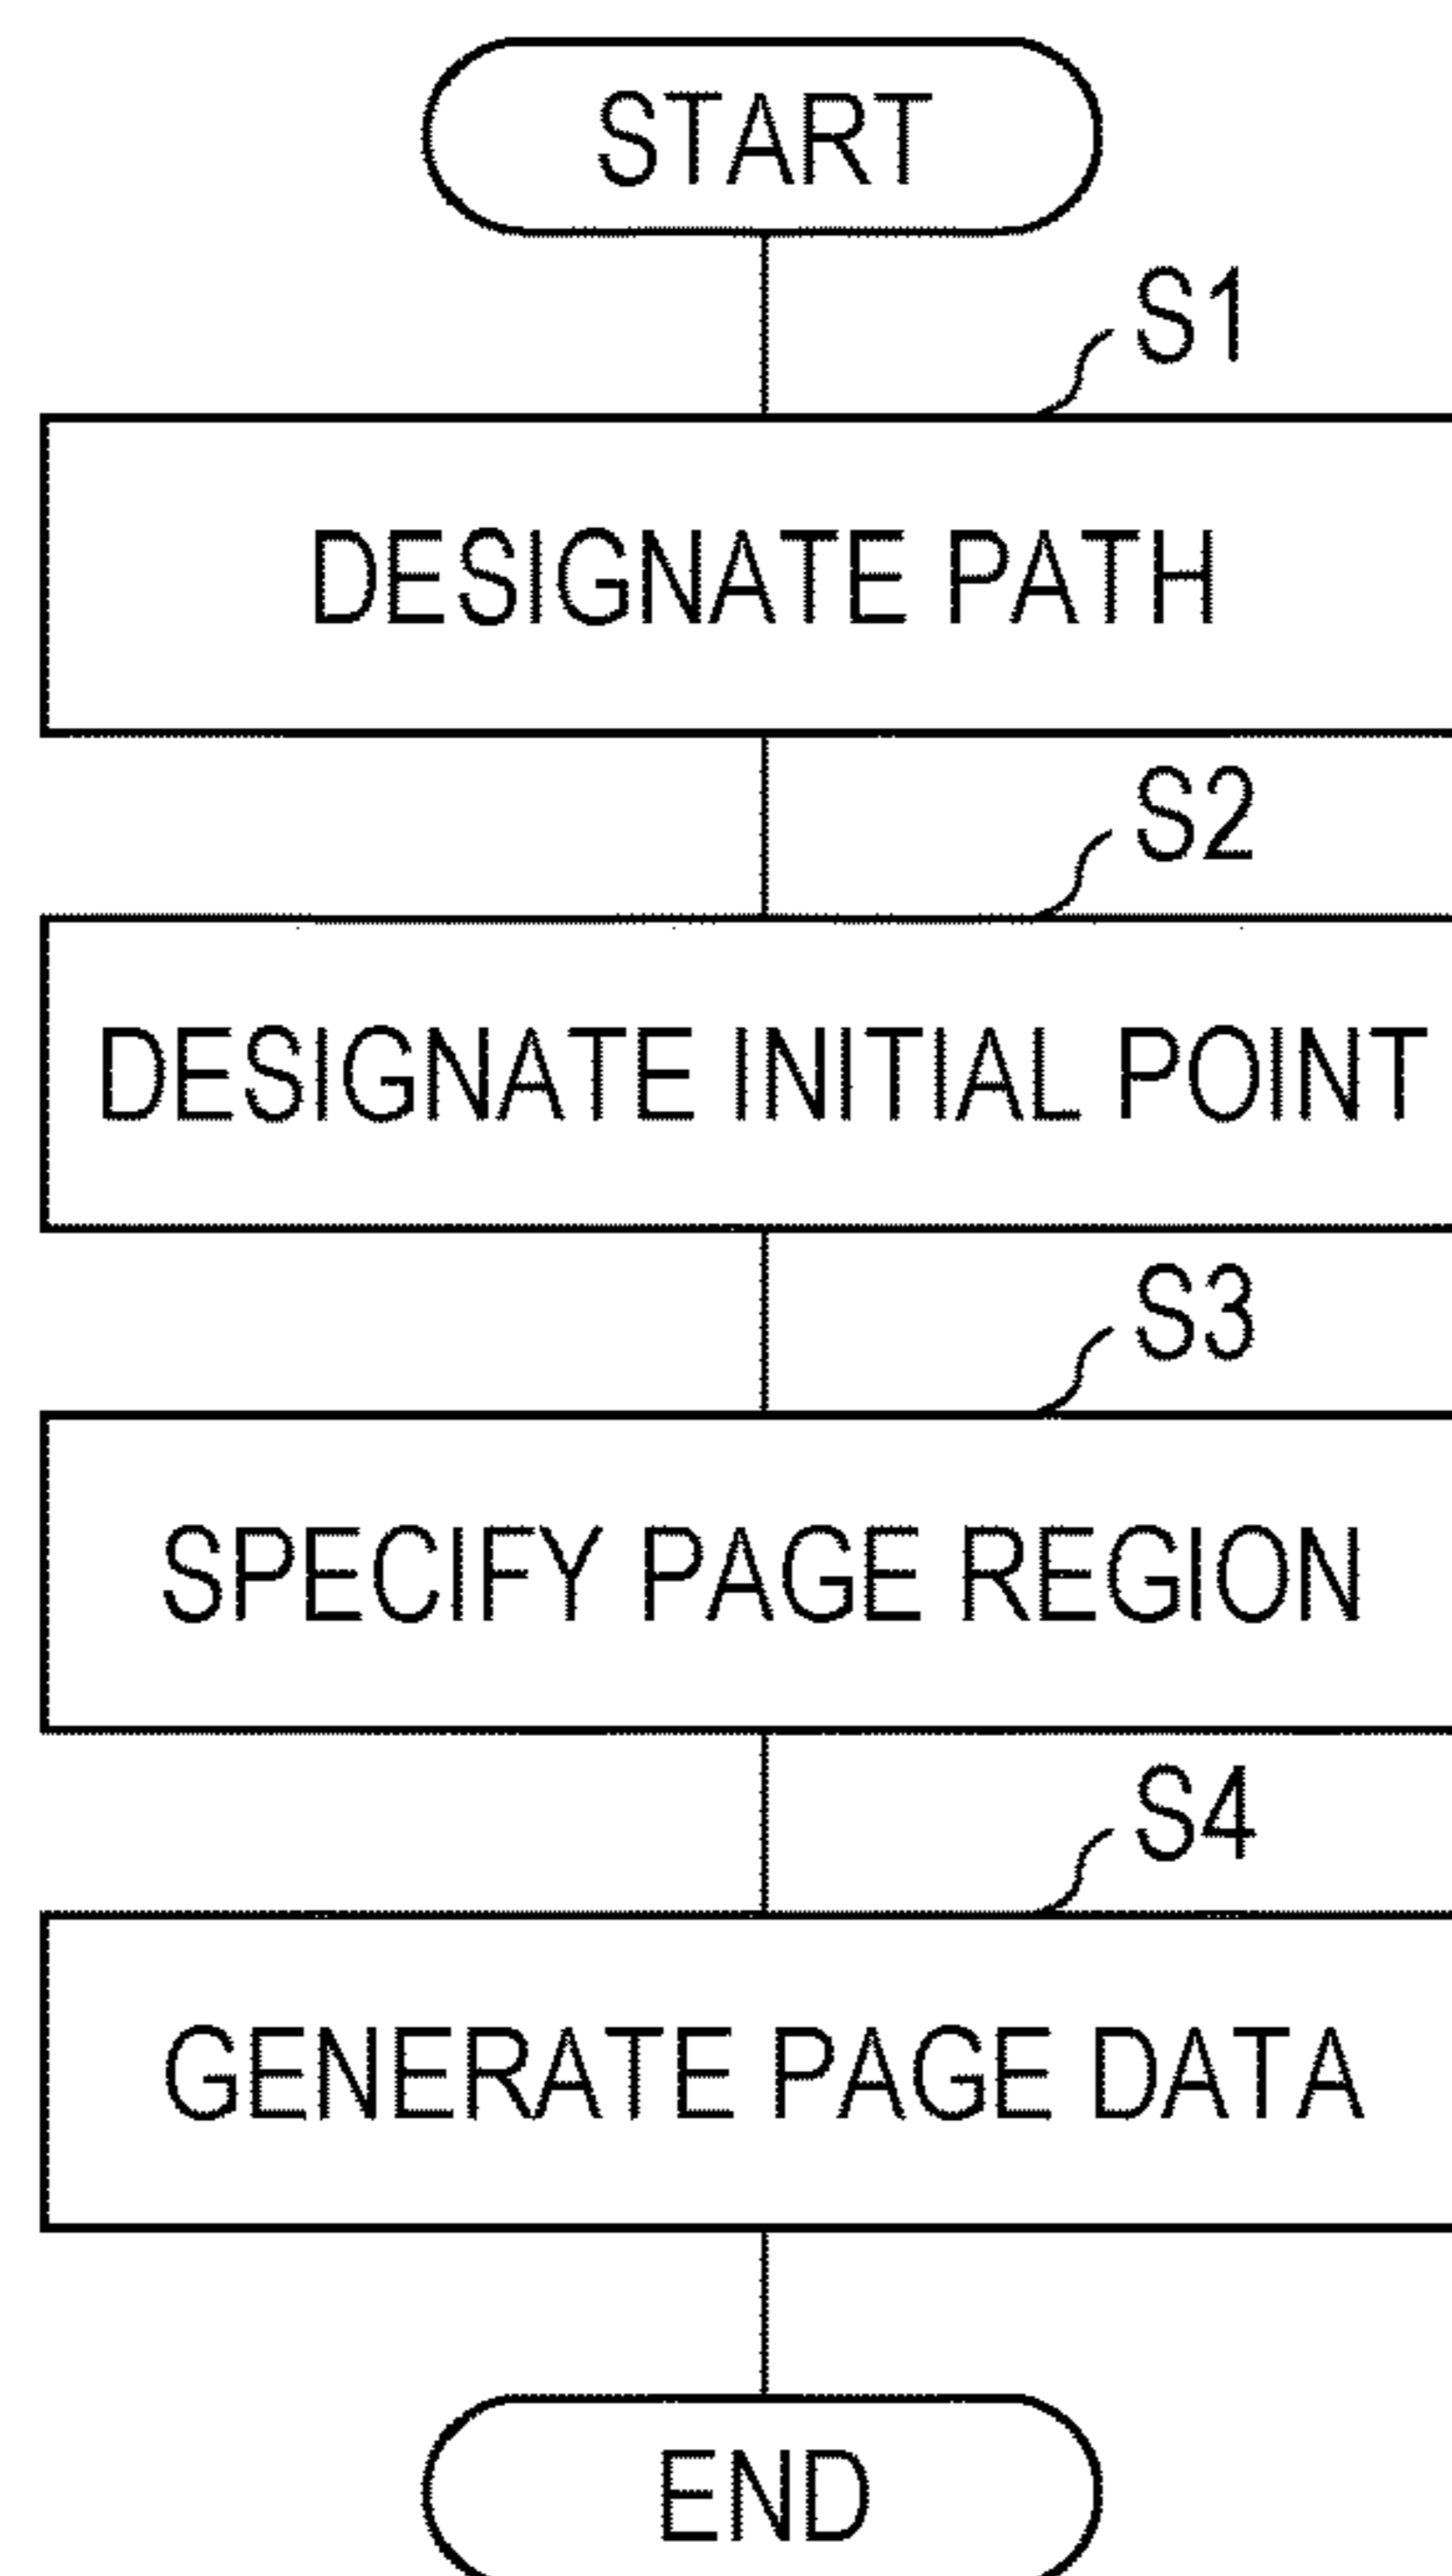 START
S1
DESIGNATE PATH
S2
DESIGNATE INITIAL POINT
S3
SPECIFY PAGE REGION
S4
GENERATE PAGE DATA
END